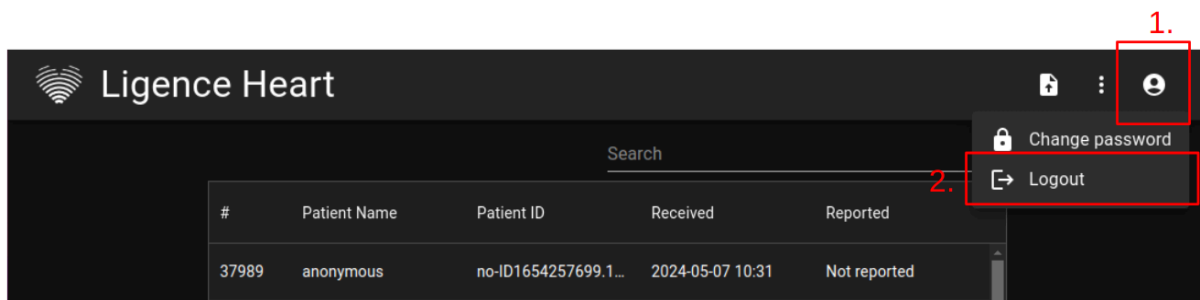 1.
Ligence Heart
Change password
Search
2.
Logout
# Patient Name Patient ID Received Reported
37989 anonymous no-ID1654257699.1... 2024-05-07 10:31 Not reported